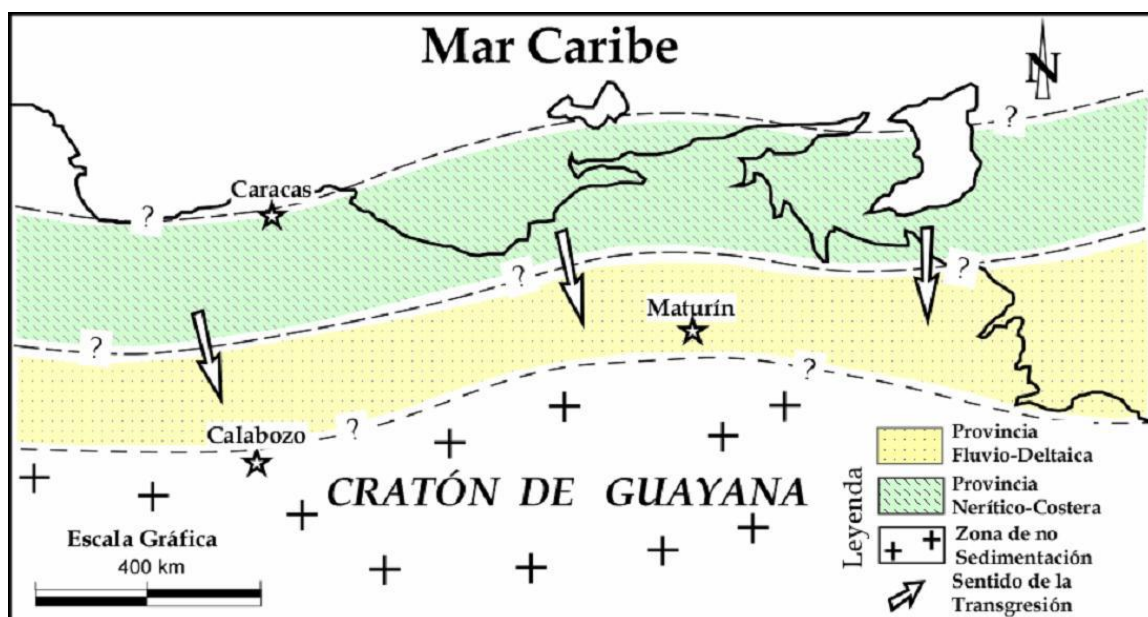 Mar Caribe
N
?
Caracas
?
?
?
?
Maturín
?
?
Calabozo
?
CRATÓN DE GUAYANA
Escala Gráfica
400 km
Leyenda
Provincia
Fluvio-Deltaica
Provincia
Nerítico-Costera
Zona de no
Sedimentación
Sentido de la
Transgresión